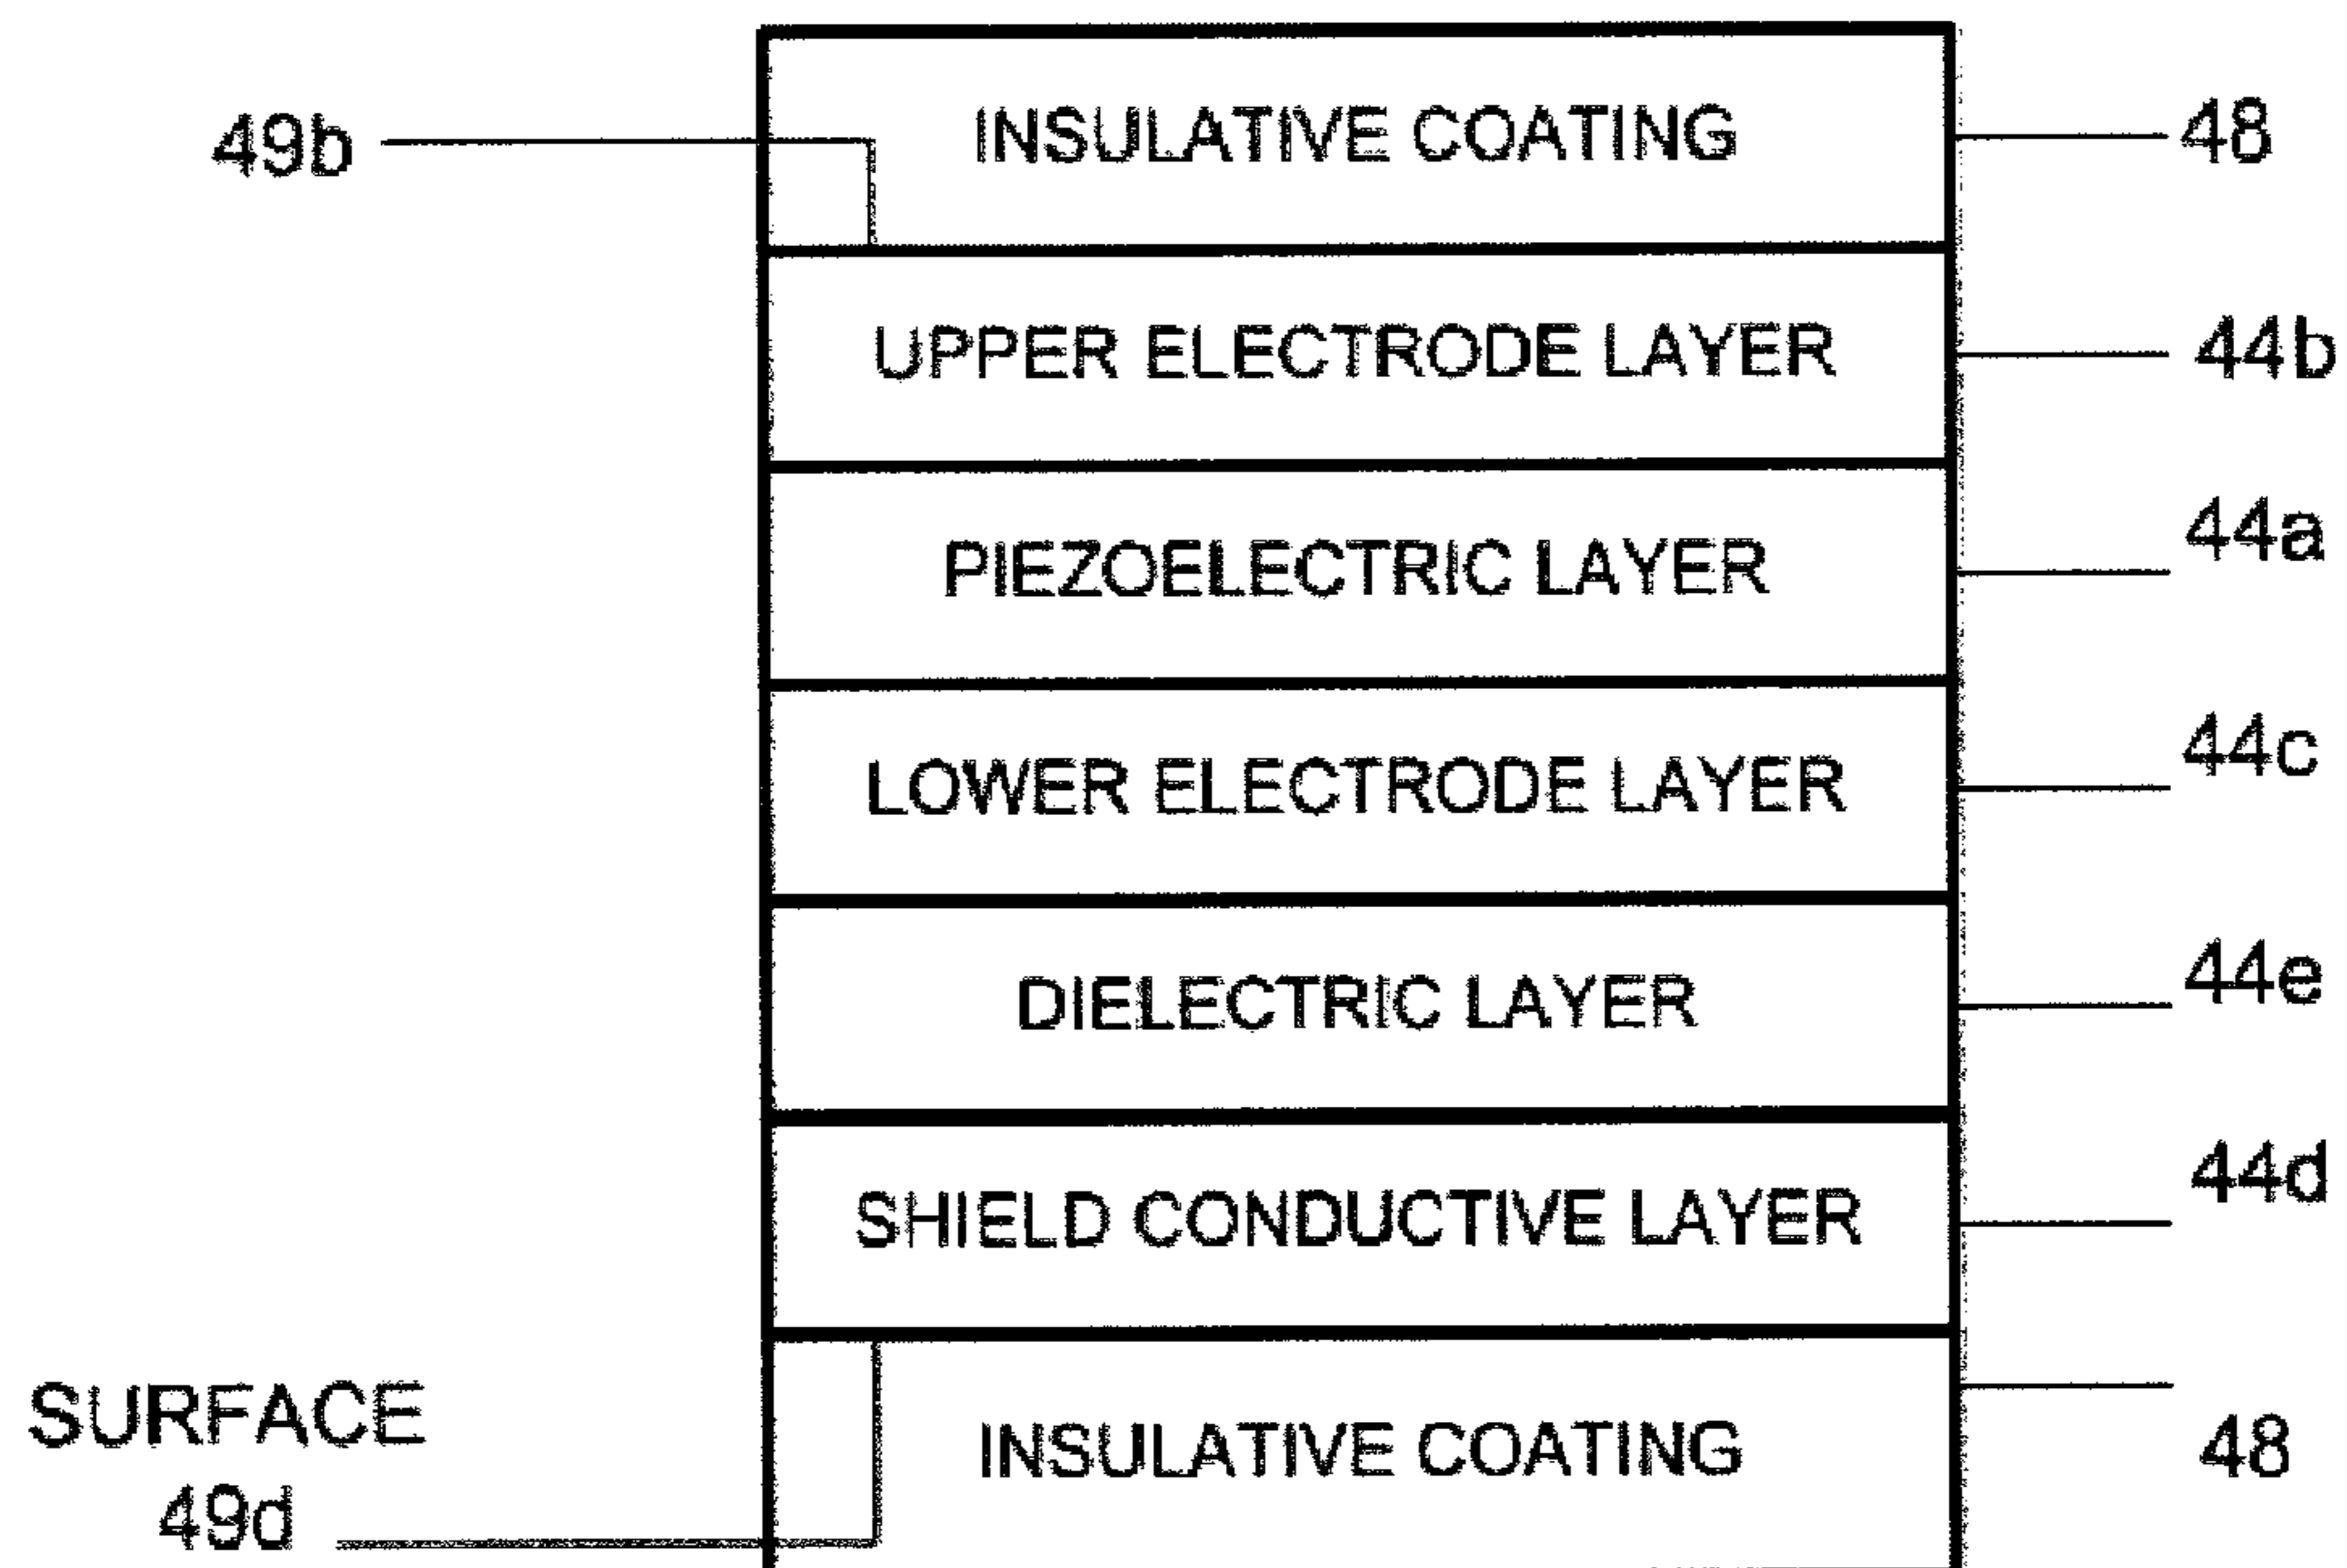 49b
INSULATIVE COATING
48
UPPER ELECTRODE LAYER
44b
PIEZOELECTRIC LAYER
44a
LOWER ELECTRODE LAYER
44c
DIELECTRIC LAYER
44e
SHIELD CONDUCTIVE LAYER
44d
SURFACE
49d
INSULATIVE COATING
48